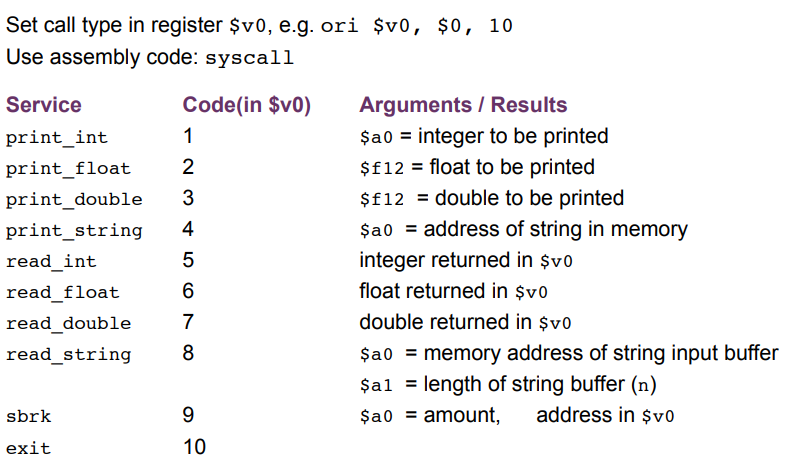 Set call type in register $v0, e.g. ori $v0, $0, 10
Use assembly code: syscall
Service Code(in $v0) Arguments / Results
print_int 1 $a0 = integer to be printed
print_float 2 $f12 = float to be printed
print_double 3 $f12 = double to be printed
print_string 4 $a0 = address of string in memory
read_int 5 integer returned in $v0
read_float 6 float returned in $v0
read_double 7 double returned in $v0
read_string 8 $a0 = memory address of string input buffer
$a1 = length of string buffer (n)
sbrk 9 $a0 = amount, address in $v0
exit 10